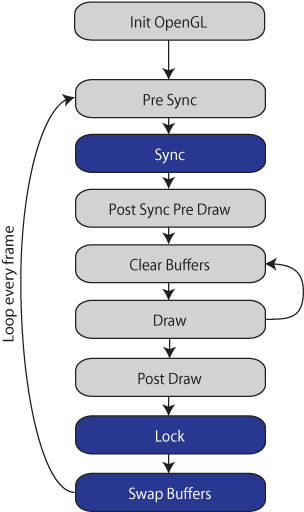 Init OpenGL
Pre Sync
Sync
Post Sync Pre Draw
Clear Buffers
Draw
Post Draw
Lock
Swap Buffers
Loop every frame